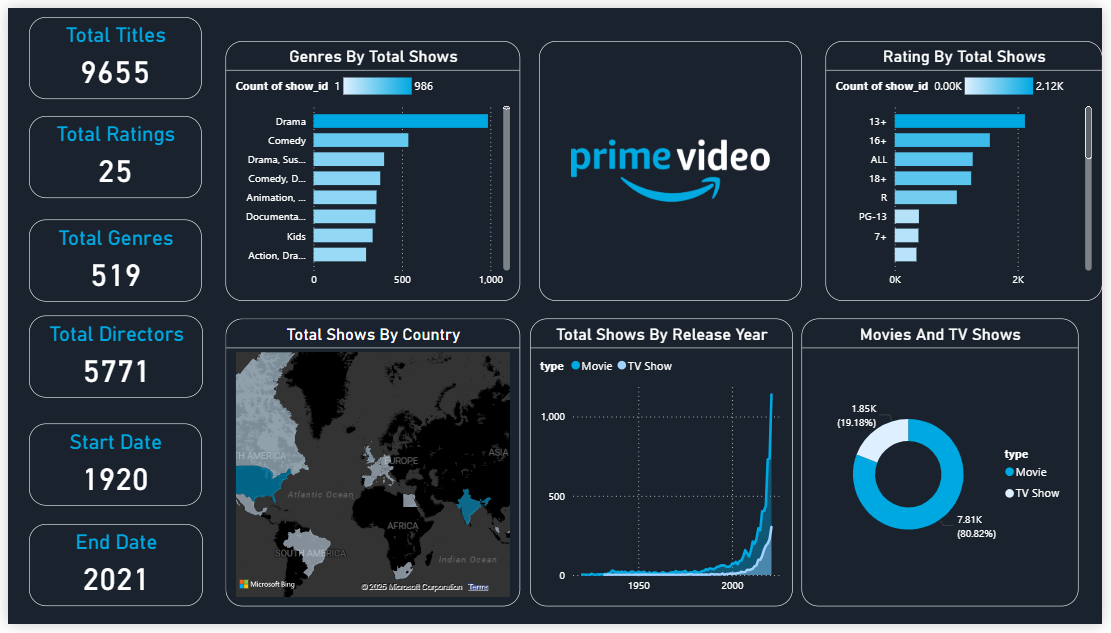 Total Titles
9655
Total Ratings
25
Total Genres
519
Total Directors
5771
Start Date
1920
End Date
2021
Genres By Total Shows
Count of show_id 1 986
Drama
Comedy
Drama, Sus...
Comedy, D...
Animation, ...
Documenta...
Kids
Action, Dra...
0 500 1,000
prime video
Rating By Total Shows
Count of show_id 0.00K 2.12K
13+
16+
ALL
18+
R
PG-13
7+
0K 2K
Total Shows By Country
TH AMERICA
EUROPE
ASIA
Atlantic Ocean
AFRICA
SOUTH AMERICA
Indian Ocean
Microsoft Bing
© 2025 Microsoft Corporation Terms
Total Shows By Release Year
type Movie TV Show
1,000
500
0
1950 2000
Movies And TV Shows
1.85K
(19.18%)
type
Movie
TV Show
7.81K
(80.82%)